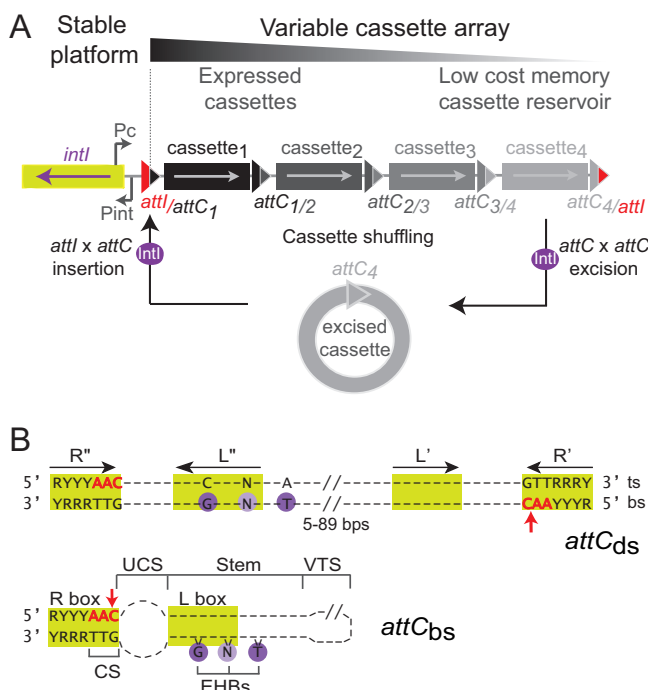 A
Stable platform
Variable cassette array
Expressed cassettes
Low cost memory cassette reservoir
Pc
intI
Pint
cassette1
cassette2
cassette3
cassette4
attI/attC1
attC1/2
attC2/3
attC3/4
attC4/attI
attI x attC insertion
IntI
Cassette shuffling
attC4
excised cassette
attC x attC excision
IntI
B
R" L" L' R'
5' RYYYAAC C N A GTTRRRY 3' ts
3' YRRRTTG G N T CAAYYYR 5' bs
5-89 bps
attCds
UCS Stem VTS
R box L box
5' RYYYAAC
3' YRRRTTG
G N T
CS
EHBs
attCbs